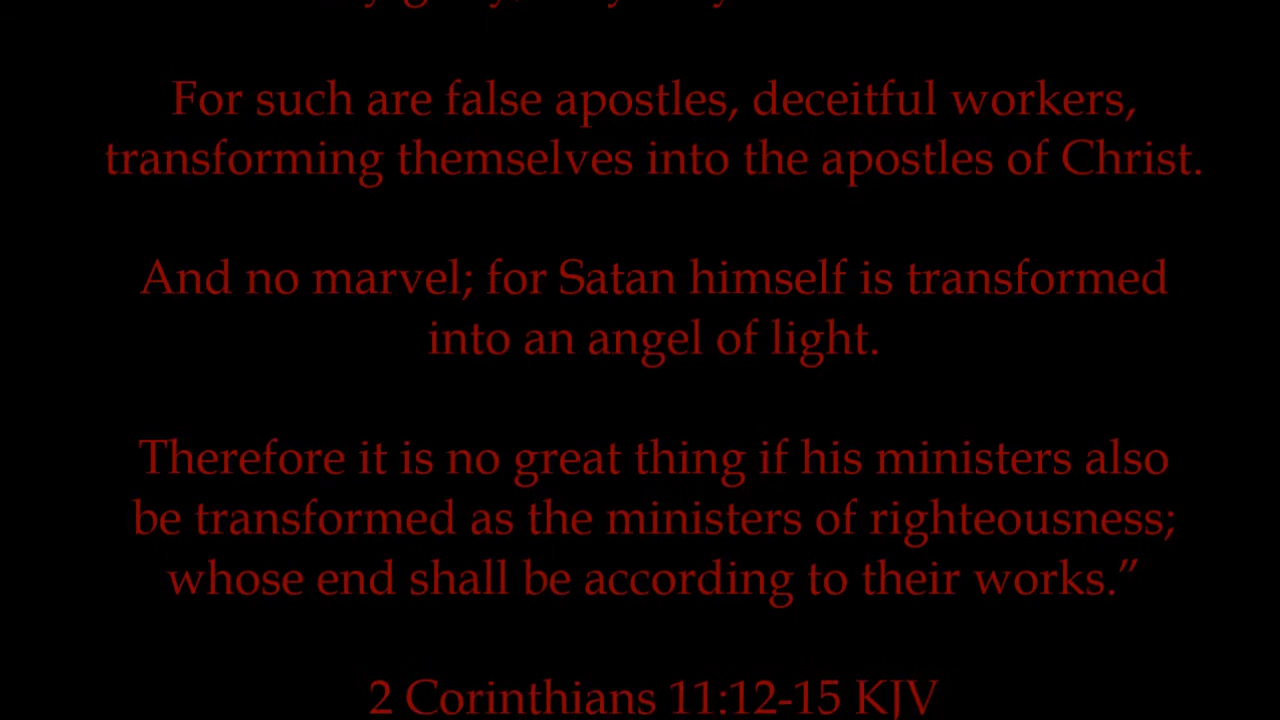 For such are false apostles, deceitful workers,
transforming themselves into the apostles of Christ.
And no marvel; for Satan himself is transformed
into an angel of light.
Therefore it is no great thing if his ministers also
be transformed as the ministers of righteousness;
whose end shall be according to their works.”
2 Corinthians 11:12-15 KJV